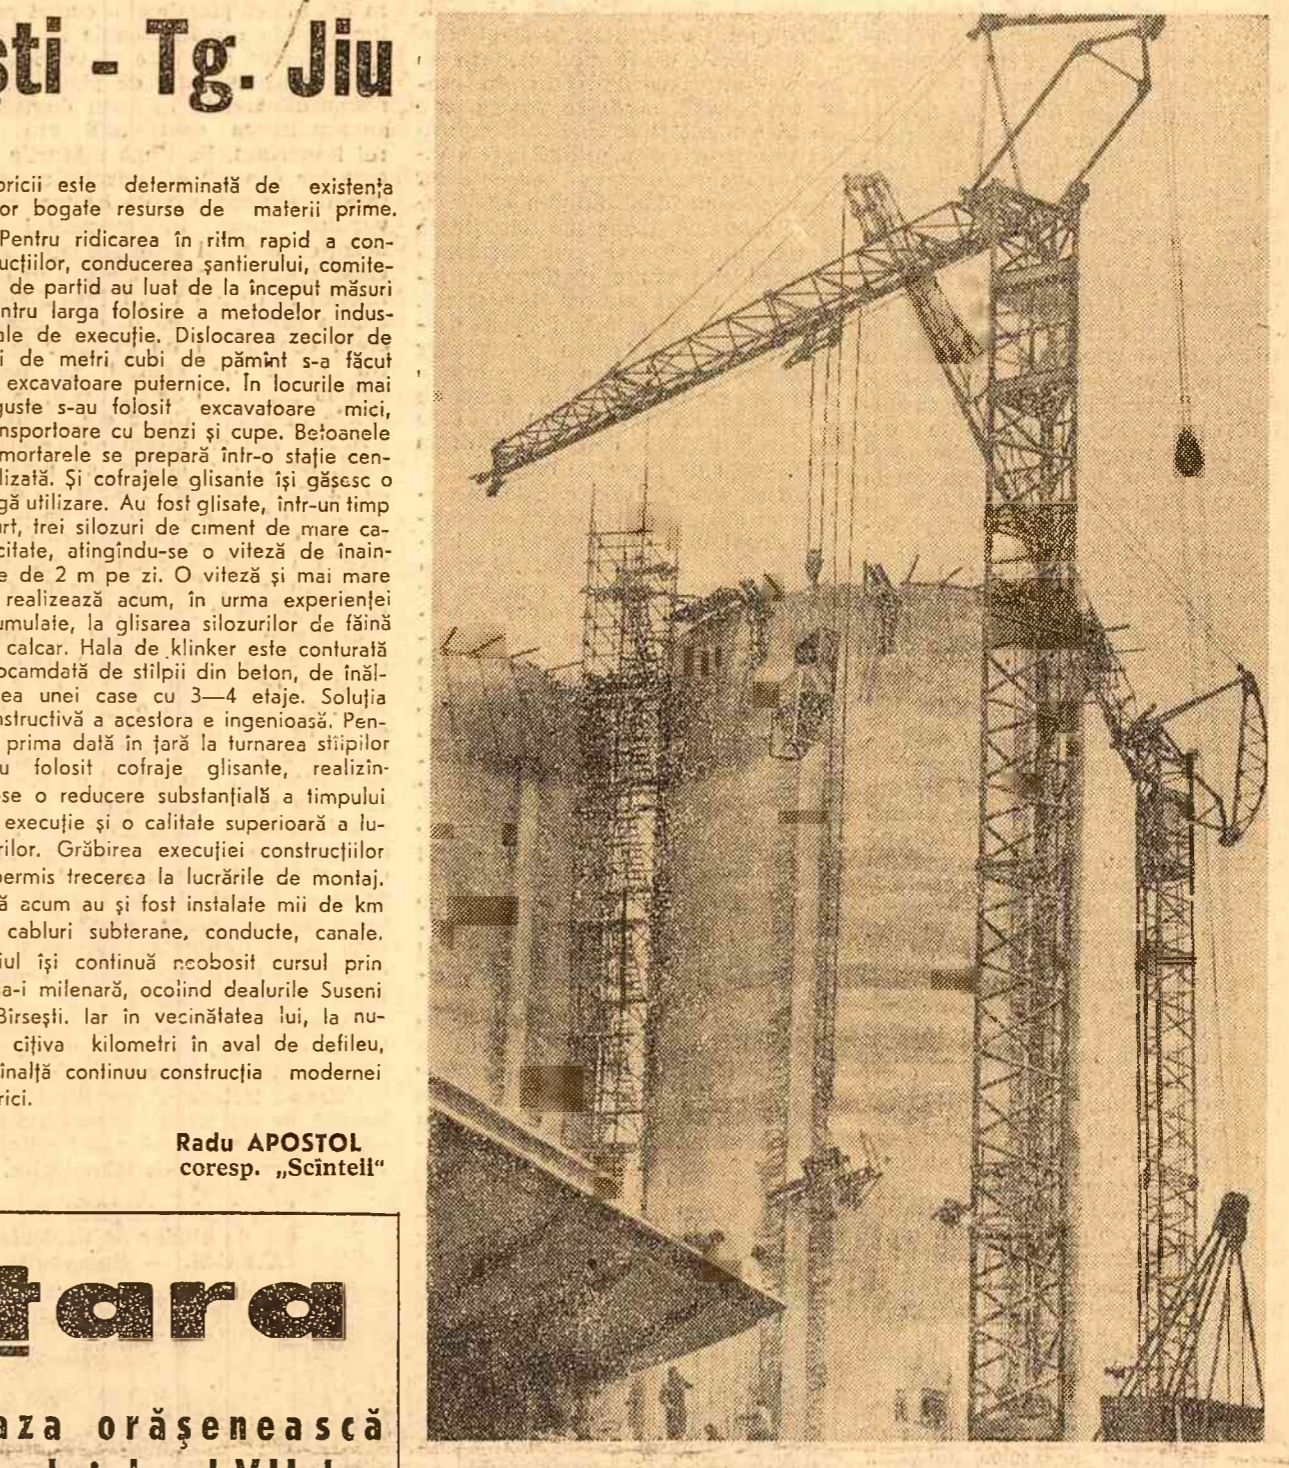 ști - Tg. Jiu
bricii este determinată de existența
or bogate resurse de materii prime.
Pentru ridicarea în ritm rapid a con-
ucțiilor, conducerea șantierului, comite-
de partid au luat de la început măsuri
ntru larga folosire a metodelor indus-
ale de execuție. Dislocarea zecilor de
i de metri cubi de pămînt s-a făcut
excavatoare puternice. În locurile mai
guste s-au folosit excavatoare mici,
nsportoare cu benzi și cupe. Betoanele
mortarele se prepară într-o stație cen-
lizată. Și cofrajele glisante își găsesc o
gă utilizare. Au fost glisate, într-un timp
urt, trei silozuri de ciment de mare ca-
citate, atingîndu-se o viteză de înain-
e de 2 m pe zi. O viteză și mai mare
realizează acum, în urma experienței
umulate, la glisarea silozurilor de făină
calcar. Hala de klinker este conturată
ocamdată de stîlpii din beton, de înăl-
ea unei case cu 3—4 etaje. Soluția
nstructivă a acestora e ingenioasă. Pen-
prima dată în țară la turnarea stîlpilor
u folosit cofraje glisante, realizîn-
-se o reducere substanțială a timpului
execuție și o calitate superioară a lu-
rilor. Grăbirea execuției construcțiilor
permis trecerea la lucrările de montaj.
ă acum au și fost instalate mii de km
cabluri subterane, conducte, canale.
iul își continuă neobosit cursul prin
a-i milenară, ocolind dealurile Suseni
Bîrsești. Iar în vecinătatea lui, la nu-
cîțiva kilometri în aval de defileu,
înalță continuu construcția modernei
rici.
Radu APOSTOL
coresp. „Scînteii“
țara
aza orășenească